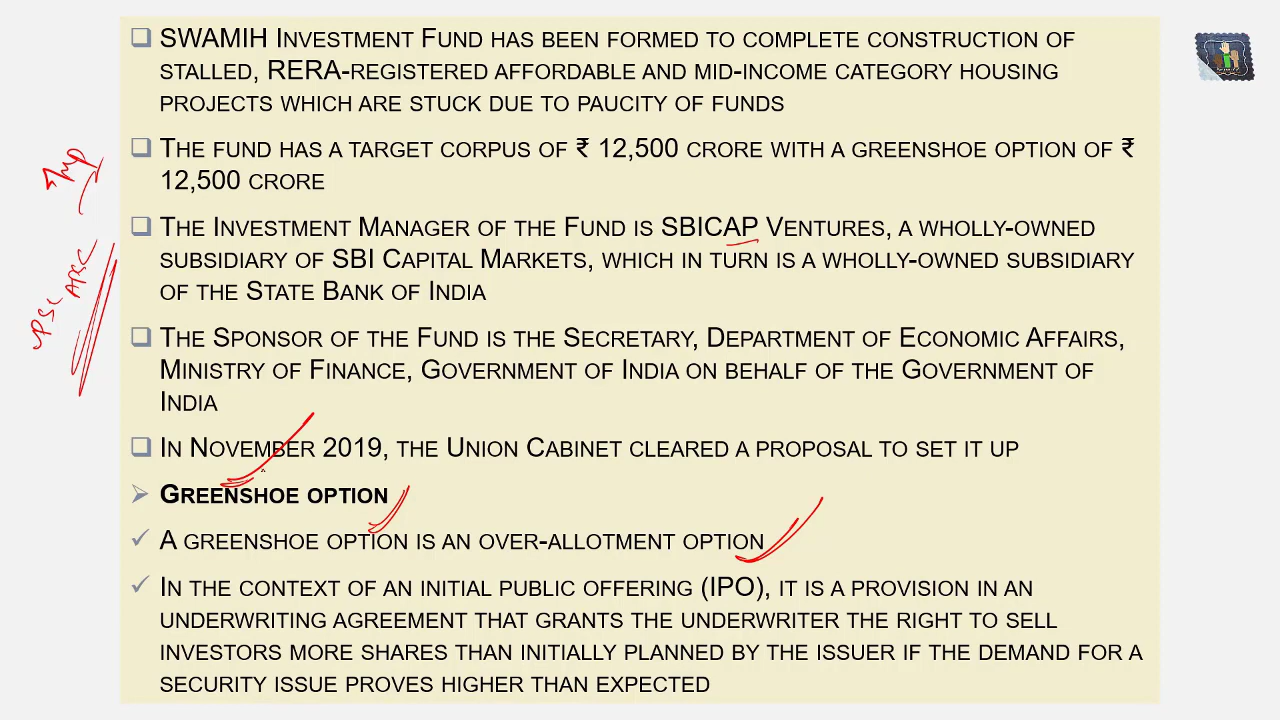 ❑ SWAMIH Investment Fund has been formed to complete construction of
stalled, RERA-registered affordable and mid-income category housing
projects which are stuck due to paucity of funds
❑ The fund has a target corpus of ₹ 12,500 crore with a greenshoe option of ₹
12,500 crore
❑ The Investment Manager of the Fund is SBICAP Ventures, a wholly-owned
subsidiary of SBI Capital Markets, which in turn is a wholly-owned subsidiary
of the State Bank of India
❑ The Sponsor of the Fund is the Secretary, Department of Economic Affairs,
Ministry of Finance, Government of India on behalf of the Government of
India
❑ In November 2019, the Union Cabinet cleared a proposal to set it up
➢ Greenshoe option
✓ A greenshoe option is an over-allotment option
✓ In the context of an initial public offering (IPO), it is a provision in an
underwriting agreement that grants the underwriter the right to sell
investors more shares than initially planned by the issuer if the demand for a
security issue proves higher than expected
Imp
UPSC